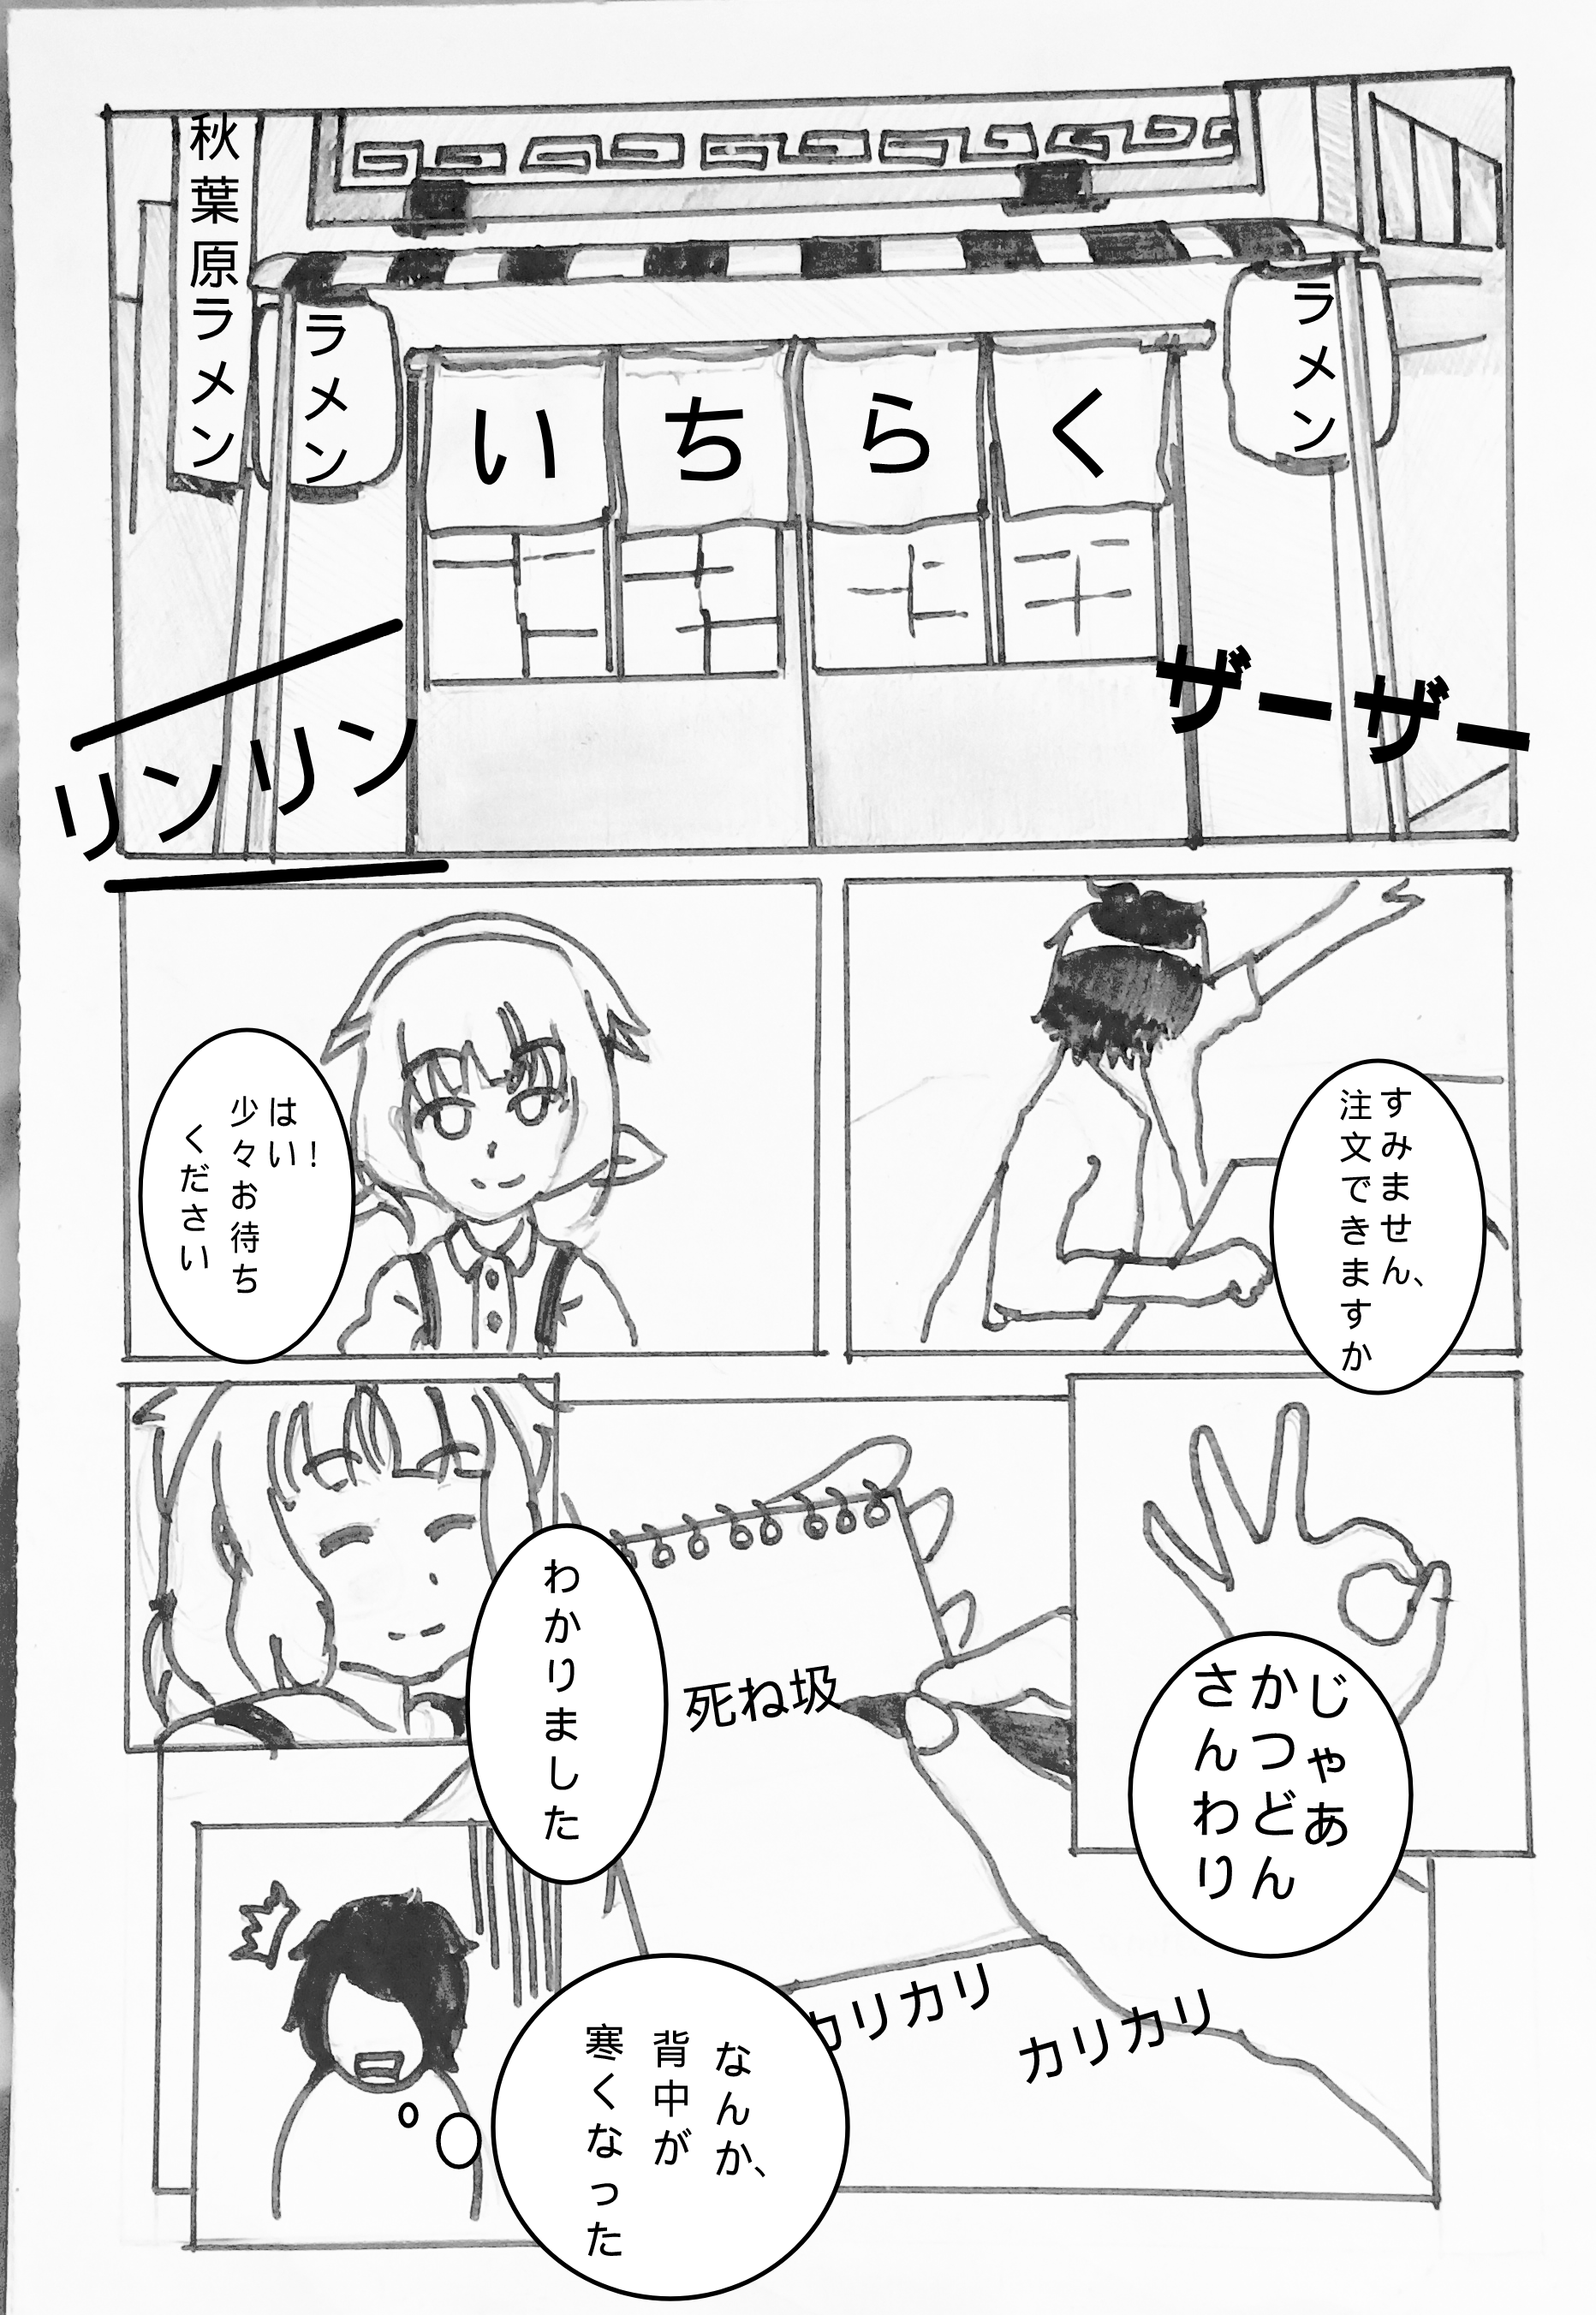 秋葉原ラメン
ラメン
いちらく
ラメン
リンリン
ザーザー
すみません、
注文できますか
はい!
少々お待ち
ください
じゃあ
かつどん
さんわり
死ね圾
カリカリ
カリカリ
わかりました
なんか、
背中が
寒くなった